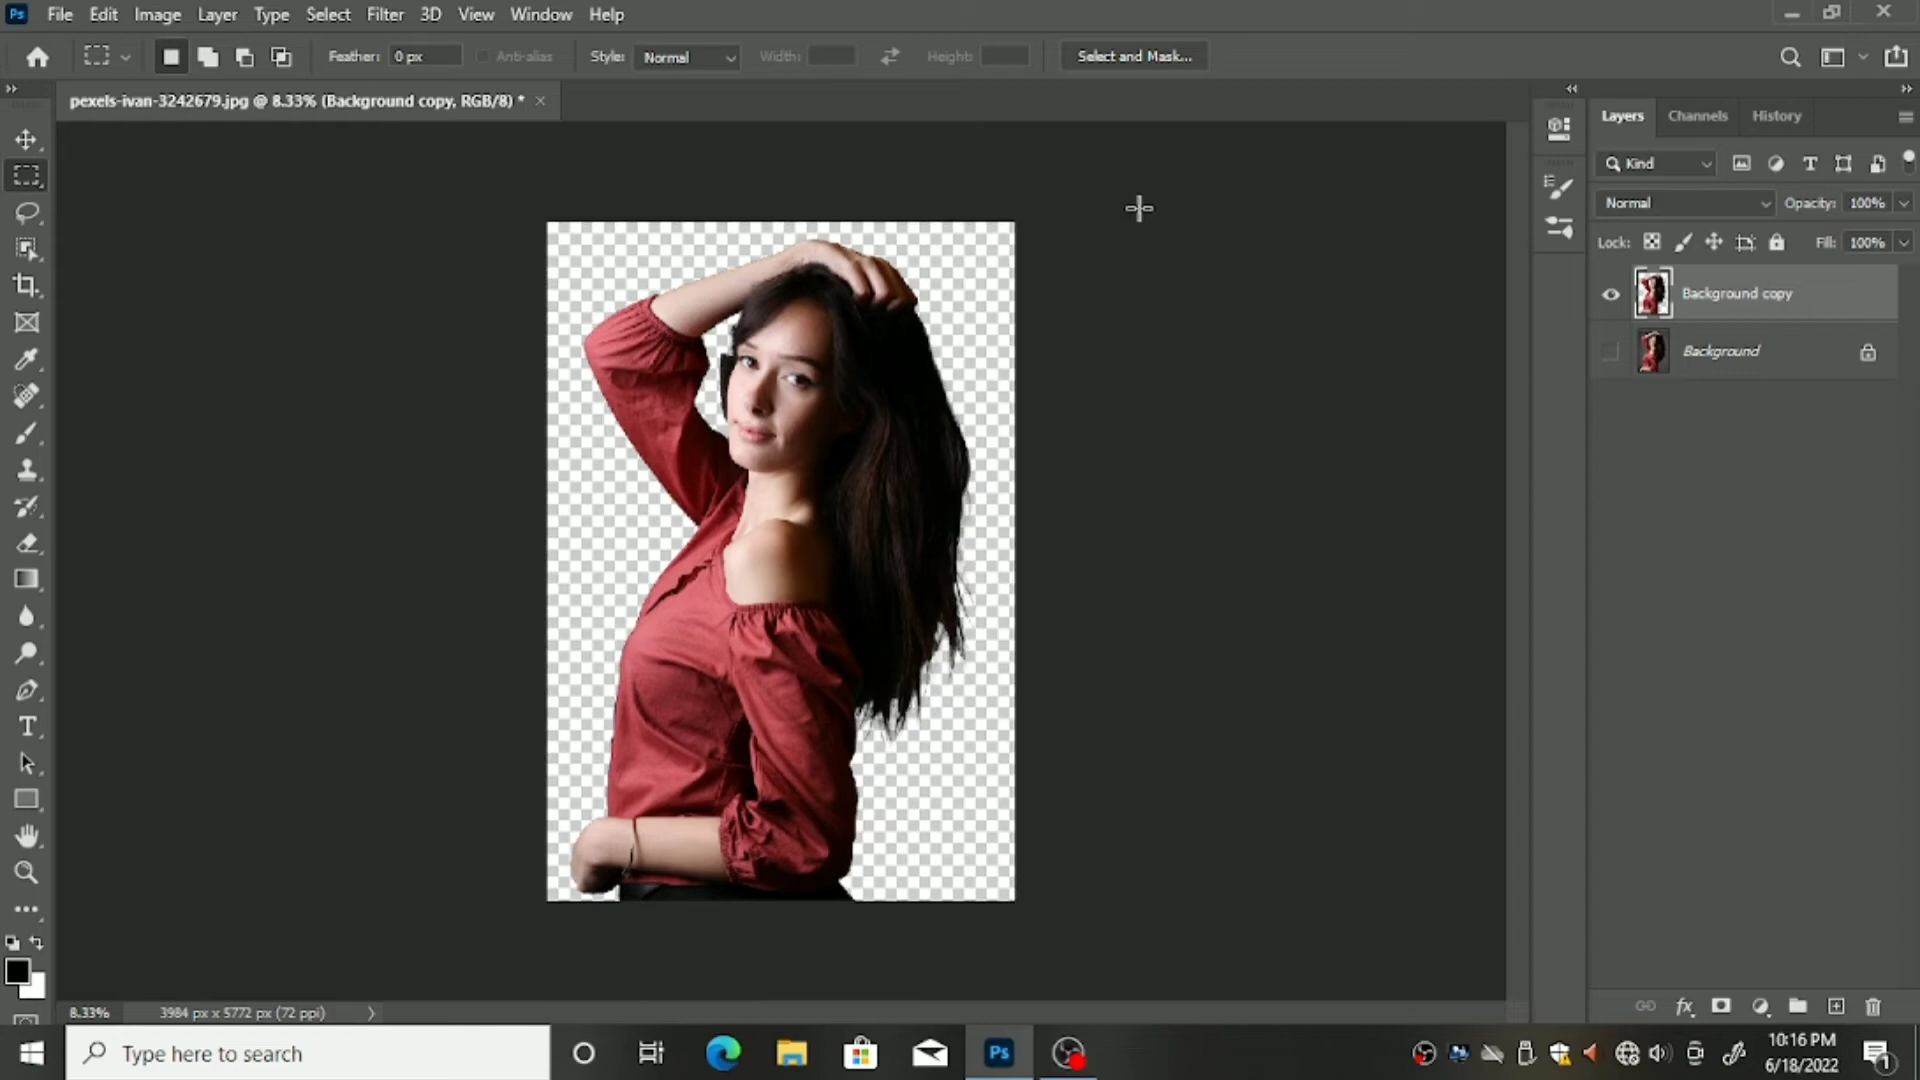 Ps File Edit Image Layer Type Select Filter 3D View Window Help
Feather: 0 px Anti-alias Style: Normal Width: Height: Select and Mask...
pexels-ivan-3242679.jpg @ 8.33% (Background copy, RGB/8) * ×
Layers Channels History
Kind
Normal Opacity: 100%
Lock: Fill: 100%
Background copy
Background
T
8.33% 3984 px x 5772 px (72 ppi)
fx
Type here to search
Ps
10:16 PM
6/18/2022
1